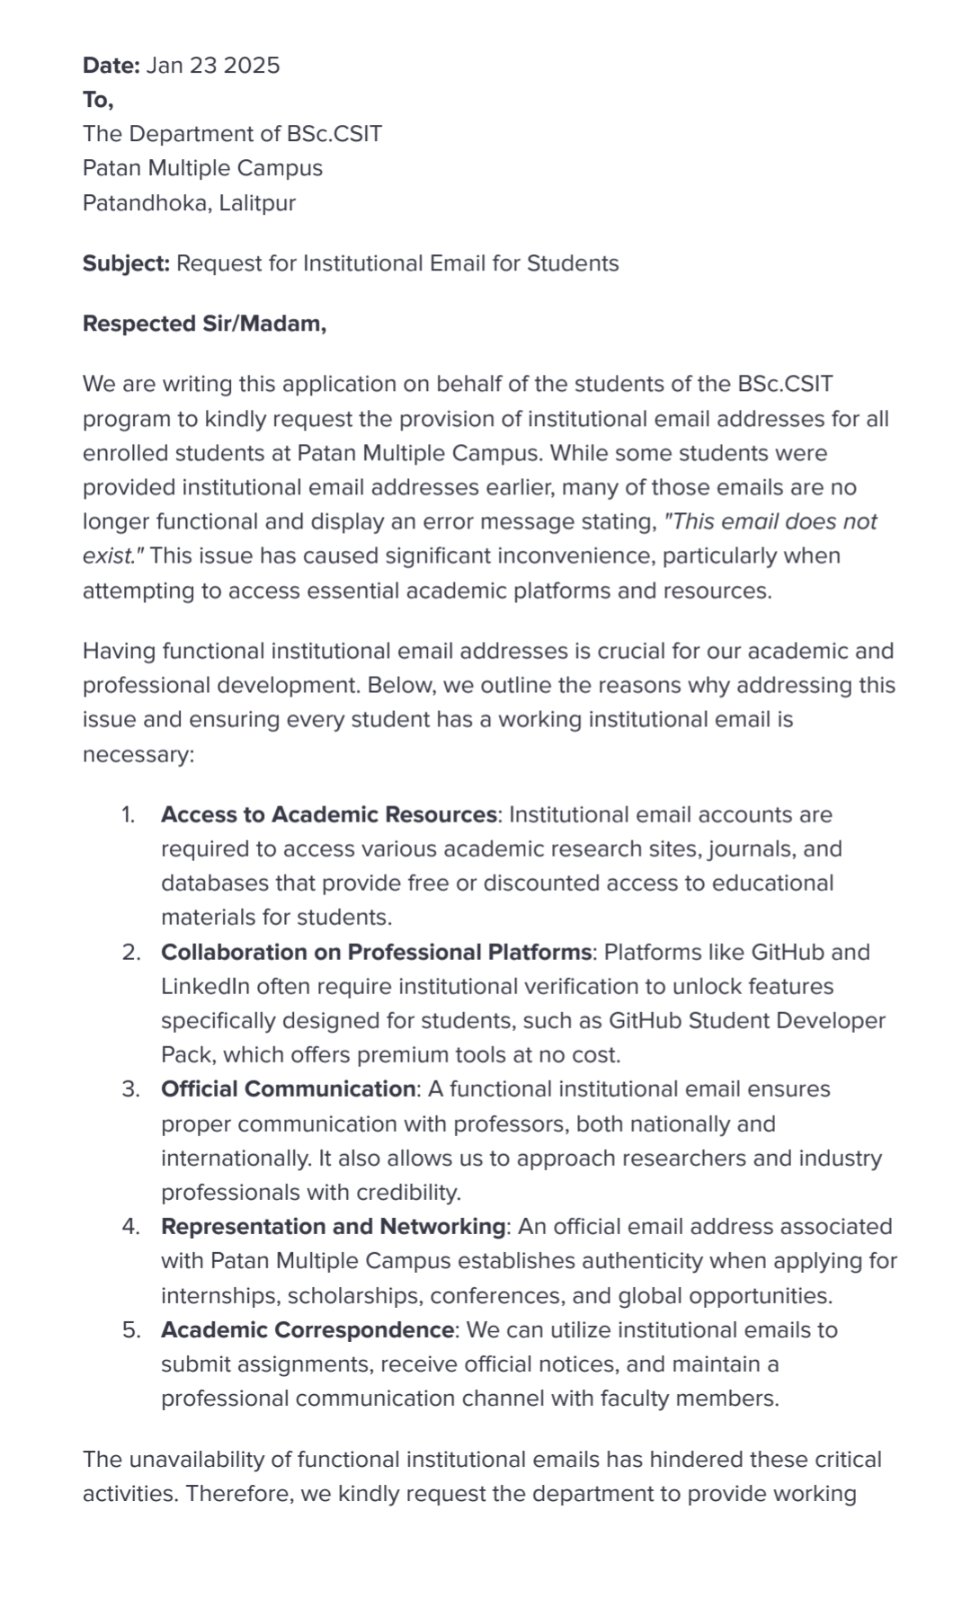 Date: Jan 23 2025
To,
The Department of BSc.CSIT
Patan Multiple Campus
Patandhoka, Lalitpur
Subject: Request for Institutional Email for Students
Respected Sir/Madam,
We are writing this application on behalf of the students of the BSc.CSIT
program to kindly request the provision of institutional email addresses for all
enrolled students at Patan Multiple Campus. While some students were
provided institutional email addresses earlier, many of those emails are no
longer functional and display an error message stating, "This email does not
exist." This issue has caused significant inconvenience, particularly when
attempting to access essential academic platforms and resources.
Having functional institutional email addresses is crucial for our academic and
professional development. Below, we outline the reasons why addressing this
issue and ensuring every student has a working institutional email is
necessary:
1. Access to Academic Resources: Institutional email accounts are
required to access various academic research sites, journals, and
databases that provide free or discounted access to educational
materials for students.
2. Collaboration on Professional Platforms: Platforms like GitHub and
LinkedIn often require institutional verification to unlock features
specifically designed for students, such as GitHub Student Developer
Pack, which offers premium tools at no cost.
3. Official Communication: A functional institutional email ensures
proper communication with professors, both nationally and
internationally. It also allows us to approach researchers and industry
professionals with credibility.
4. Representation and Networking: An official email address associated
with Patan Multiple Campus establishes authenticity when applying for
internships, scholarships, conferences, and global opportunities.
5. Academic Correspondence: We can utilize institutional emails to
submit assignments, receive official notices, and maintain a
professional communication channel with faculty members.
The unavailability of functional institutional emails has hindered these critical
activities. Therefore, we kindly request the department to provide working